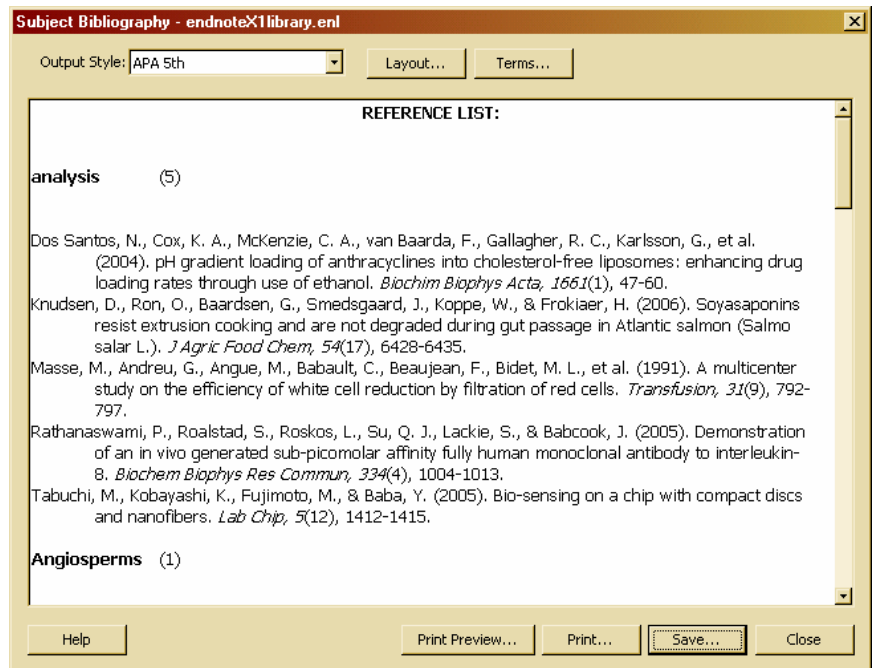 Subject Bibliography - endnoteX1library.enl
Output Style: APA 5th Layout... Terms...
REFERENCE LIST:
analysis (5)
Dos Santos, N., Cox, K. A., McKenzie, C. A., van Baarda, F., Gallagher, R. C., Karlsson, G., et al.
(2004). pH gradient loading of anthracyclines into cholesterol-free liposomes: enhancing drug
loading rates through use of ethanol. Biochim Biophys Acta, 1661(1), 47-60.
Knudsen, D., Ron, O., Baardsen, G., Smedsgaard, J., Koppe, W., & Frokiaer, H. (2006). Soyasaponins
resist extrusion cooking and are not degraded during gut passage in Atlantic salmon (Salmo
salar L.). J Agric Food Chem, 54(17), 6428-6435.
Masse, M., Andreu, G., Angue, M., Babault, C., Beaujean, F., Bidet, M. L., et al. (1991). A multicenter
study on the efficiency of white cell reduction by filtration of red cells. Transfusion, 31(9), 792-
797.
Rathanaswami, P., Roalstad, S., Roskos, L., Su, Q. J., Lackie, S., & Babcook, J. (2005). Demonstration
of an in vivo generated sub-picomolar affinity fully human monoclonal antibody to interleukin-
8. Biochem Biophys Res Commun, 334(4), 1004-1013.
Tabuchi, M., Kobayashi, K., Fujimoto, M., & Baba, Y. (2005). Bio-sensing on a chip with compact discs
and nanofibers. Lab Chip, 5(12), 1412-1415.
Angiosperms (1)
Help Print Preview... Print... Save... Close